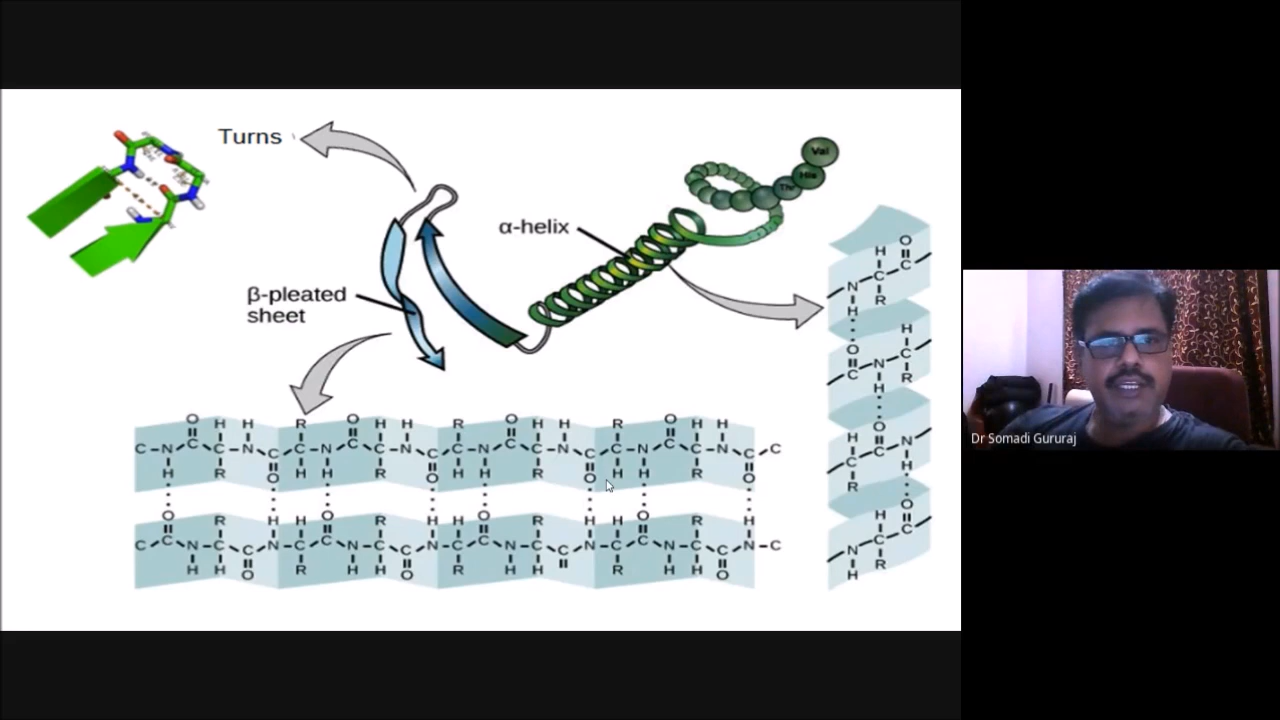 Turns
Val
His
Thr
α-helix
β-pleated
sheet
Dr Somadi Gururaj
O H H R O H H R O H H R O H H
C N C C N C N C C N C N C C N C N C C N C C
H R O H H R O H H R O H H R O
O R H H O R H H O R H H O R H
C C N C C N C C N C C N C C N C C N C C N C C N C
H H O R H H O R H H R H H O
O
H
C
C
N
R
H
H
O
C
N
C
H
R
H
O
C
N
C
R
H
O
H
C
C
N
R
H